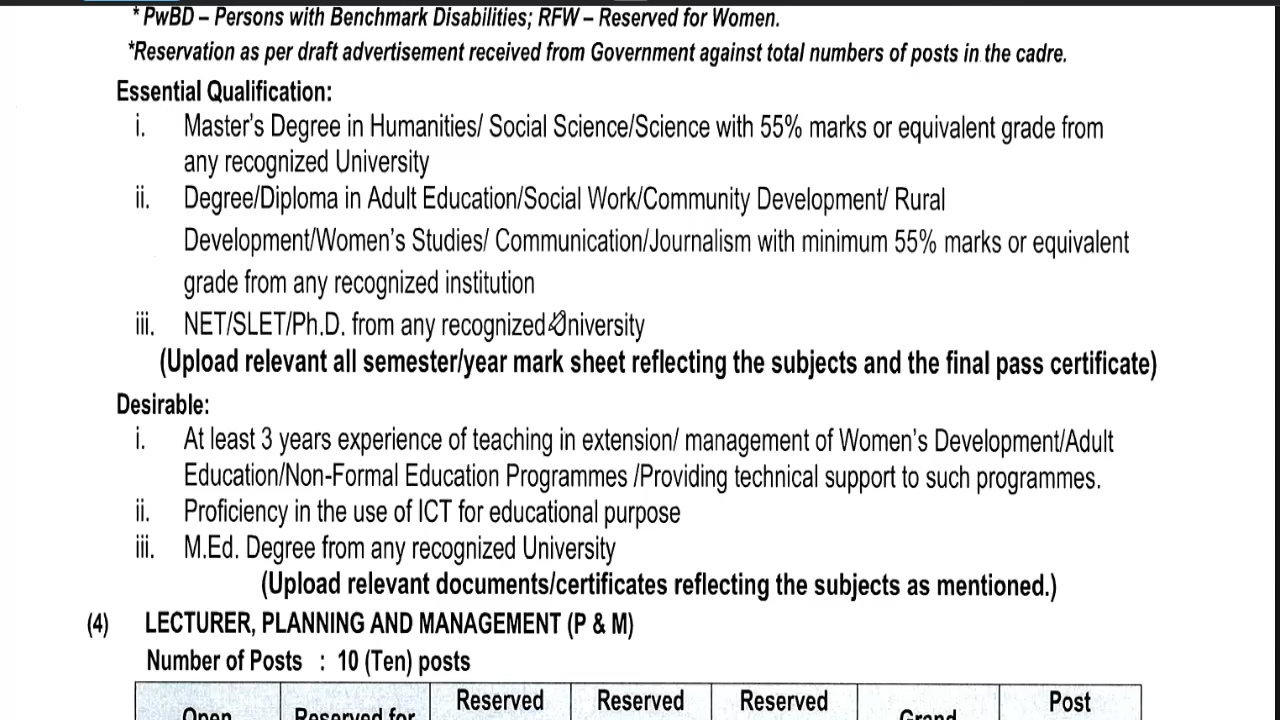 * PwBD – Persons with Benchmark Disabilities; RFW – Reserved for Women.
*Reservation as per draft advertisement received from Government against total numbers of posts in the cadre.
Essential Qualification:
i. Master's Degree in Humanities/ Social Science/Science with 55% marks or equivalent grade from
any recognized University
ii. Degree/Diploma in Adult Education/Social Work/Community Development/ Rural
Development/Women's Studies/ Communication/Journalism with minimum 55% marks or equivalent
grade from any recognized institution
iii. NET/SLET/Ph.D. from any recognized University
(Upload relevant all semester/year mark sheet reflecting the subjects and the final pass certificate)
Desirable:
i. At least 3 years experience of teaching in extension/ management of Women's Development/Adult
Education/Non-Formal Education Programmes /Providing technical support to such programmes.
ii. Proficiency in the use of ICT for educational purpose
iii. M.Ed. Degree from any recognized University
(Upload relevant documents/certificates reflecting the subjects as mentioned.)
(4) LECTURER, PLANNING AND MANAGEMENT (P & M)
Number of Posts : 10 (Ten) posts
Reserved Reserved Reserved Post
Open Reserved for Grand